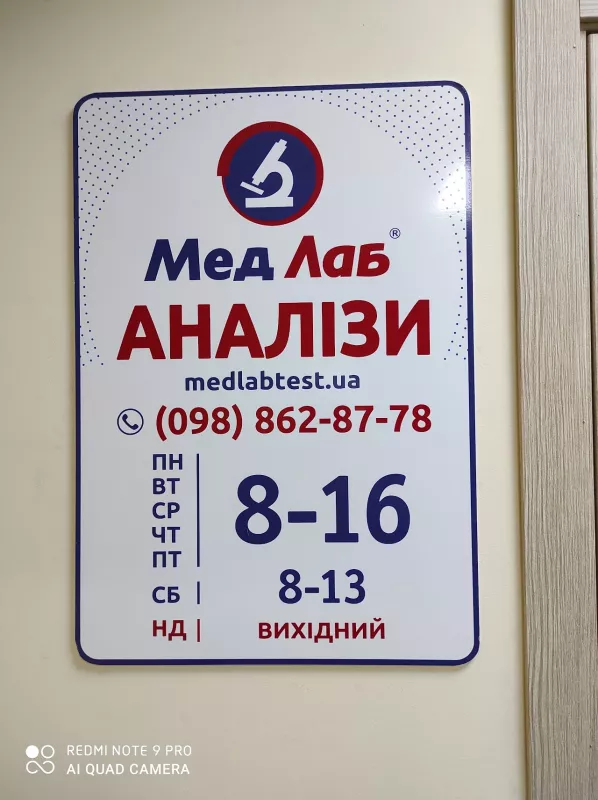 Мед Лаб®
АНАЛІЗИ
medlabtest.ua
(098) 862-87-78
ПН
ВТ
СР
ЧТ
ПТ
8-16
СБ 8-13
НД ВИХІДНИЙ
REDMI NOTE 9 PRO
AI QUAD CAMERA